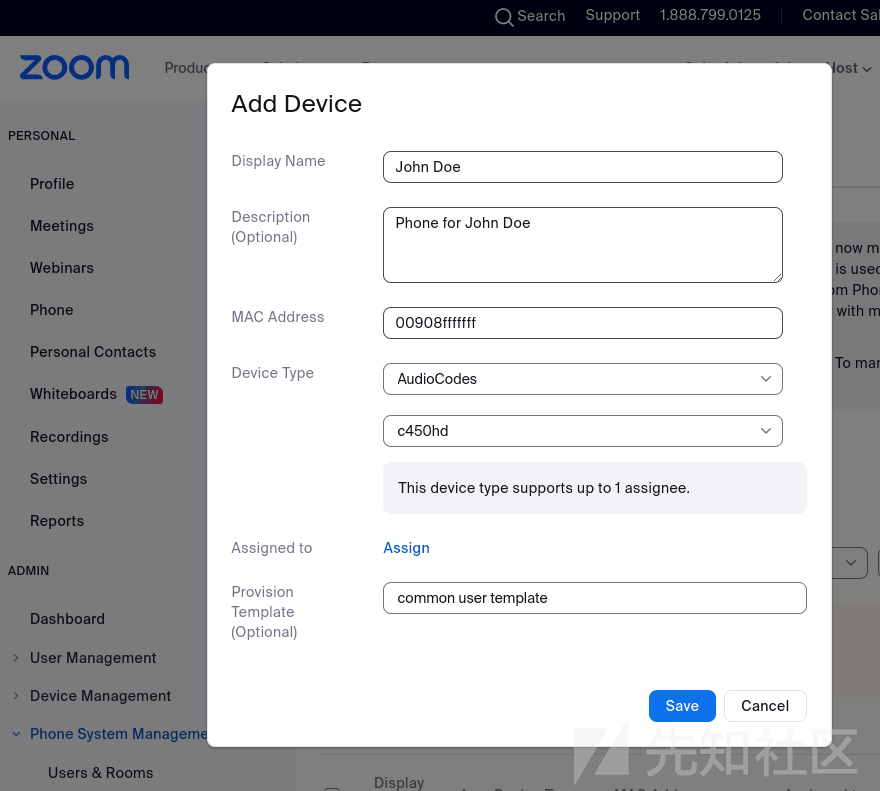 Search Support 1.888.799.0125 Contact Sal
zoom Produc Host
Add Device
PERSONAL
Display Name John Doe
Profile
Description Phone for John Doe
(Optional)
Meetings
now m
Webinars
is used
om Phon
Phone
MAC Address 00908fffffff
with m
Personal Contacts
To man
Device Type AudioCodes
Whiteboards NEW
c450hd
Recordings
Settings
This device type supports up to 1 assignee.
Reports
Assigned to Assign
ADMIN
Provision common user template
Template
(Optional)
Dashboard
User Management
Device Management
Save Cancel
Phone System Manageme
Users & Rooms
先知社区
Display